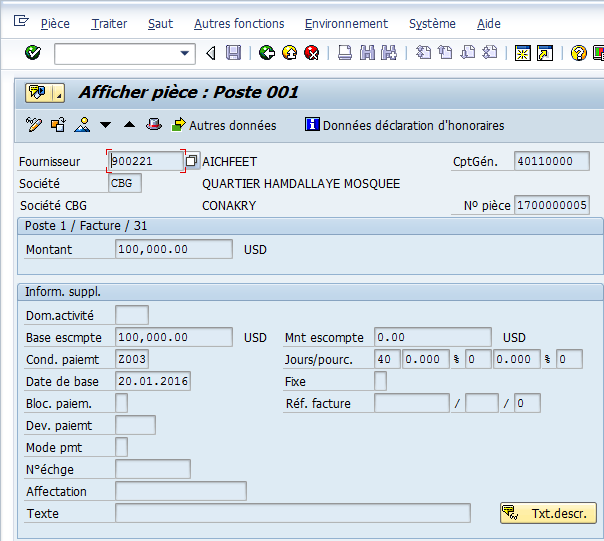 Pièce Traiter Saut Autres fonctions Environnement Système Aide
Afficher pièce : Poste 001
Autres données Données déclaration d'honoraires
Fournisseur 900221 AICHFEET CptGén. 40110000
Société CBG QUARTIER HAMDALLAYE MOSQUEE
Société CBG CONAKRY Nº pièce 1700000005
Poste 1 / Facture / 31
Montant 100,000.00 USD
Inform. suppl.
Dom.activité
Base escmpte 100,000.00 USD Mnt escompte 0.00 USD
Cond. paiemt Z003 Jours/pourc. 40 0.000 % 0 0.000 % 0
Date de base 20.01.2016 Fixe
Bloc. paiem. Réf. facture / / 0
Dev. paiemt
Mode pmt
N°échge
Affectation
Texte Txt.descr.